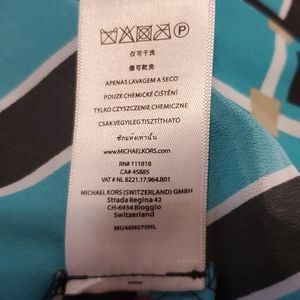 P
仅可干洗
僅可乾洗
APENAS LAVAGEM A SECO
POUZE CHEMICKÉ ČIŠTĚNÍ
TYLKO CZYSZCZENIE CHEMICZNE
CSAK VEGYILEG TISZTÍTHATÓ
ซักแห้งเท่านั้น
www.MICHAELKORS.com
RN# 111818
CA# 45885
VAT # NL 8221.17.964.B01
MICHAEL KORS (SWITZERLAND) GMBH
Strada Regina 42
CH-6934 Bioggio
Switzerland
MU48N070NL